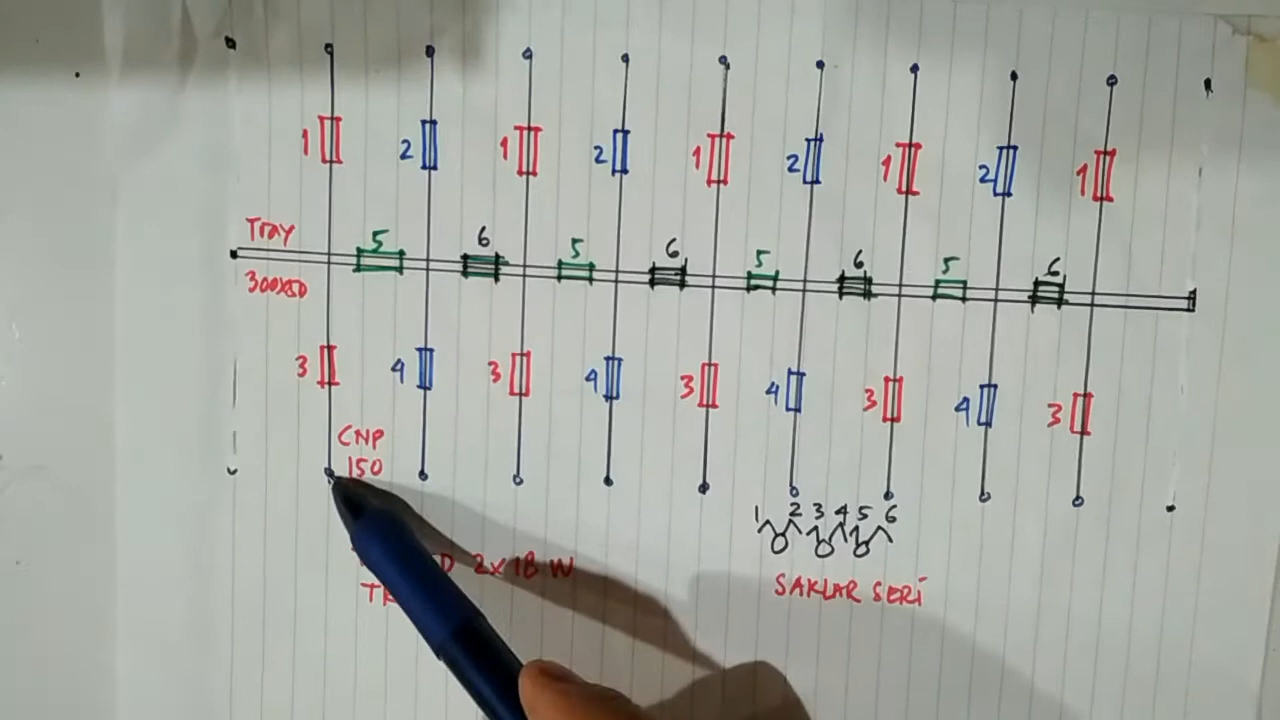 1 2 1 2 1 2 1 2 1
Tray 5 6 5 6 5 6 5 6
300x50
3 4 3 4 3 4 3 4 3
CNP
150
1 2 3 4 5 6
2x18 W
SAKLAR SERI